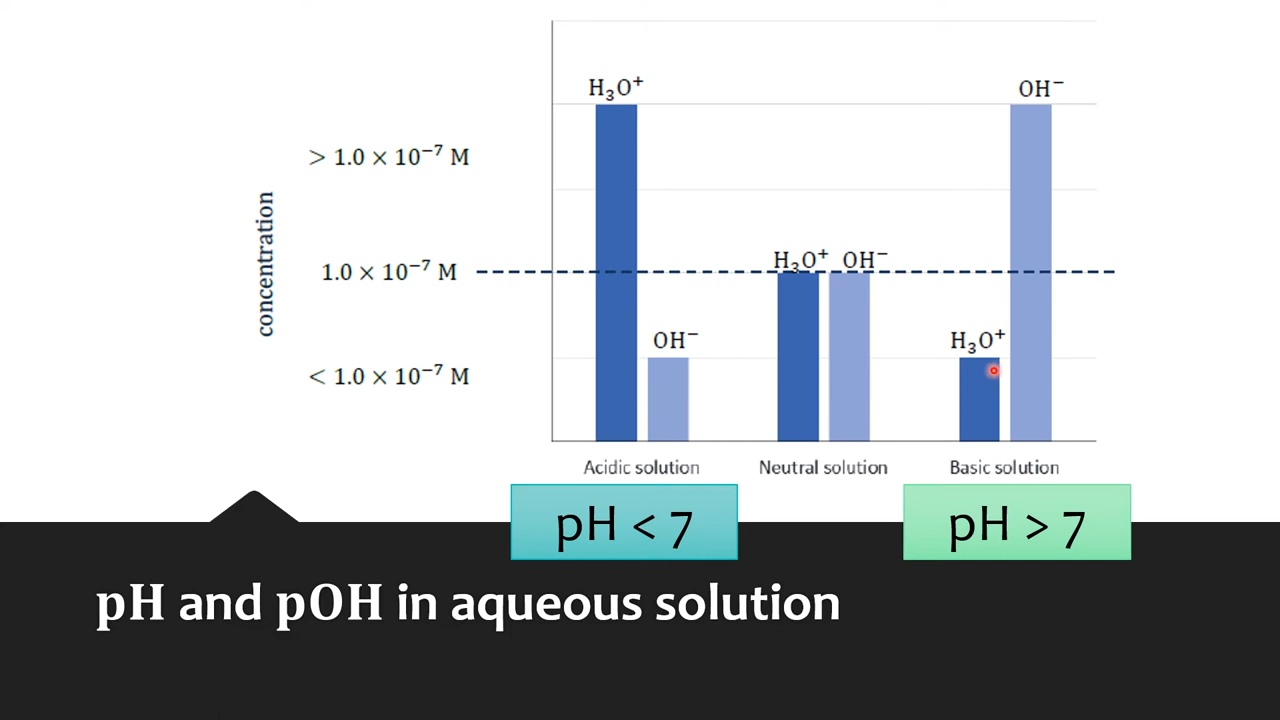 H₃O⁺
OH⁻
> 1.0 × 10⁻⁷ M
concentration
H₃O⁺ OH⁻
1.0 × 10⁻⁷ M
OH⁻
H₃O⁺
< 1.0 × 10⁻⁷ M
Acidic solution
Neutral solution
Basic solution
pH < 7
pH > 7
pH and pOH in aqueous solution